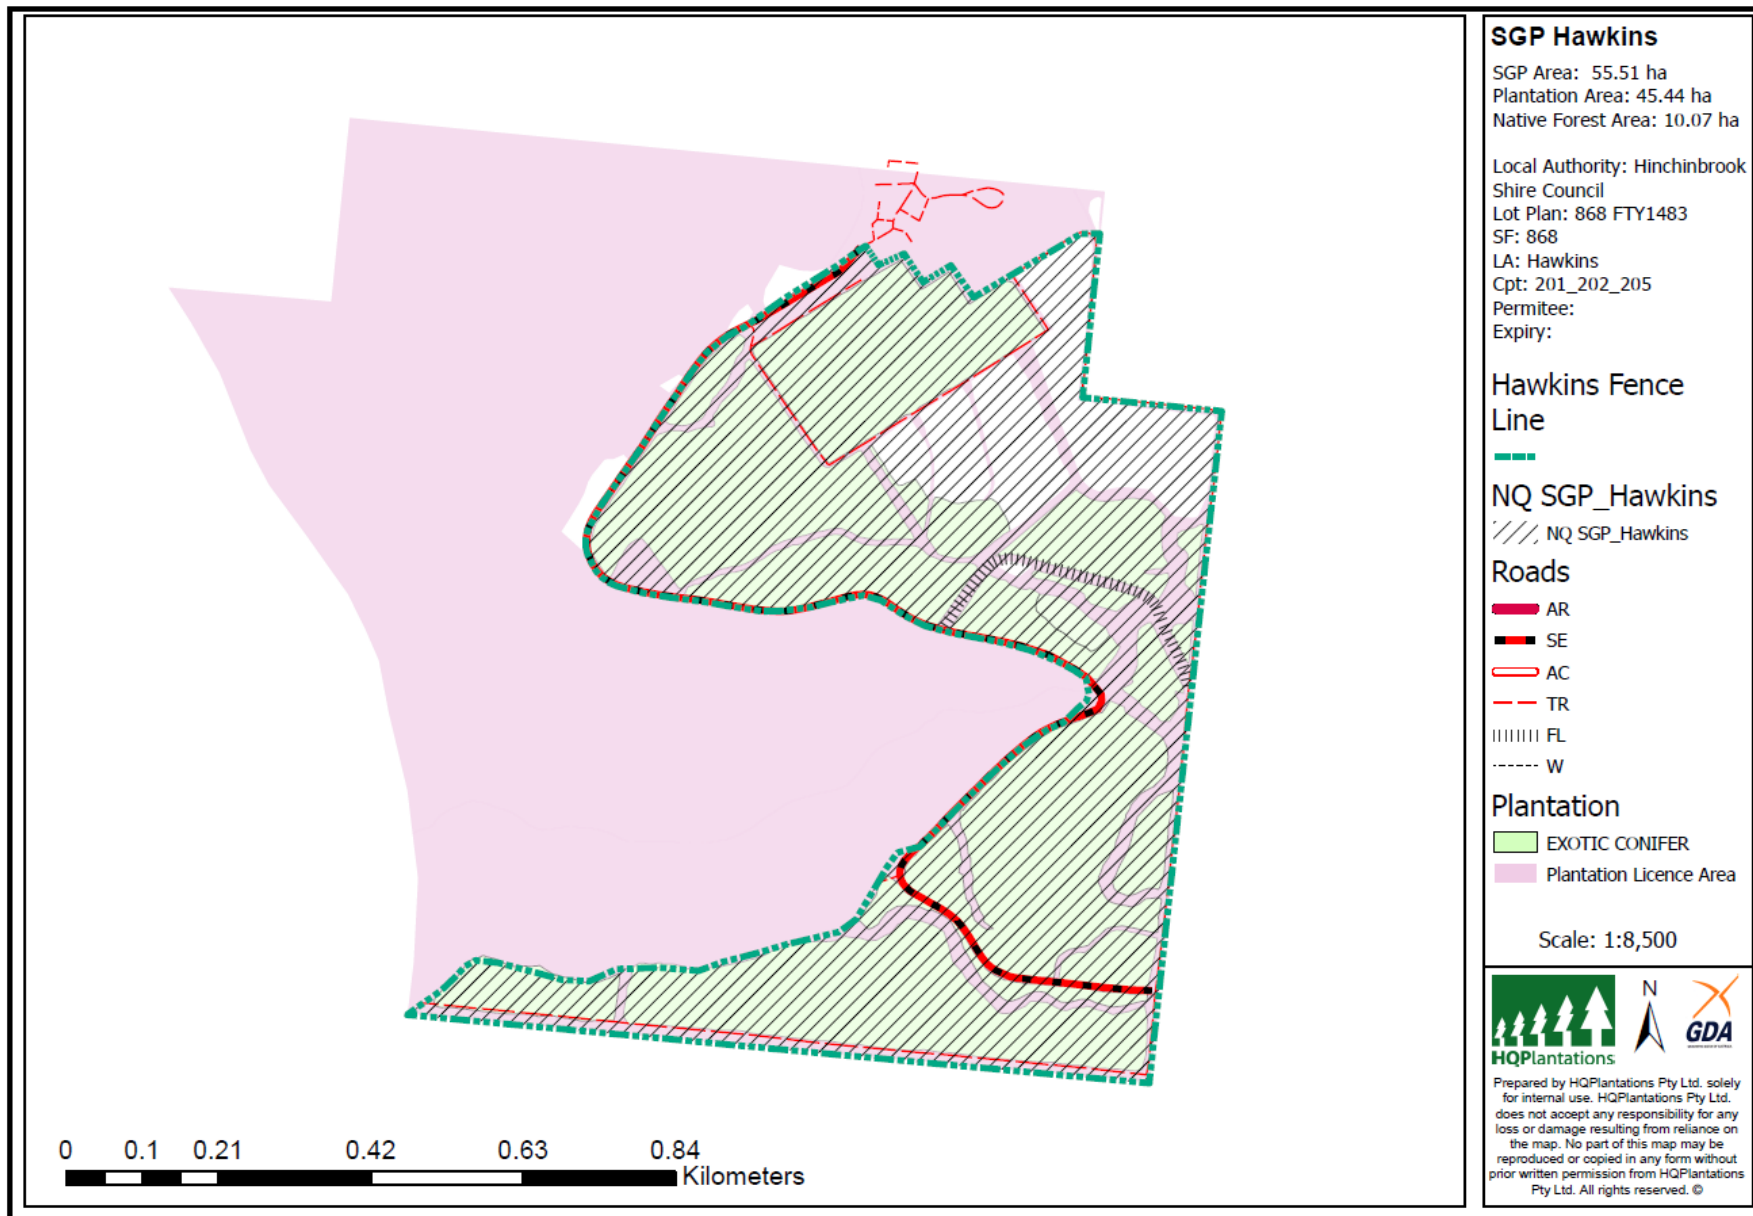 SGP Hawkins
SGP Area: 55.51 ha
Plantation Area: 45.44 ha
Native Forest Area: 10.07 ha
Local Authority: Hinchinbrook
Shire Council
Lot Plan: 868 FTY1483
SF: 868
LA: Hawkins
Cpt: 201_202_205
Permitee:
Expiry:
Hawkins Fence
Line
NQ SGP_Hawkins
NQ SGP_Hawkins
Roads
AR
SE
AC
TR
FL
W
Plantation
EXOTIC CONIFER
Plantation Licence Area
Scale: 1:8,500
HQPlantations
N
GDA
Prepared by HQPlantations Pty Ltd. solely
for internal use. HQPlantations Pty Ltd.
does not accept any responsibility for any
loss or damage resulting from reliance on
the map. No part of this map may be
reproduced or copied in any form without
prior written permission from HQPlantations
Pty Ltd. All rights reserved. ©
0 0.1 0.21 0.42 0.63 0.84
Kilometers